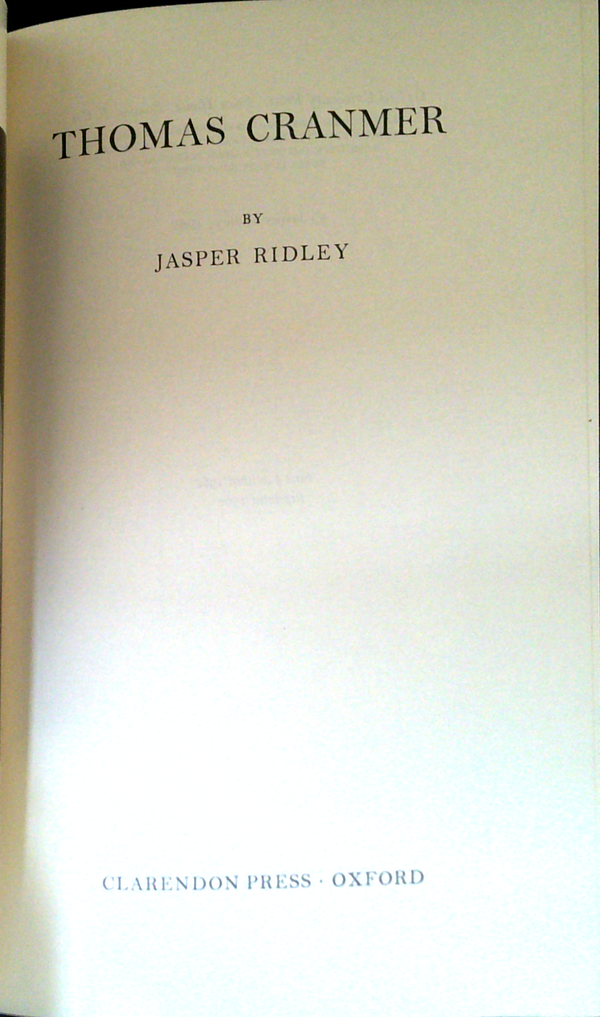 THOMAS CRANMER
BY
JASPER RIDLEY
CLARENDON PRESS · OXFORD